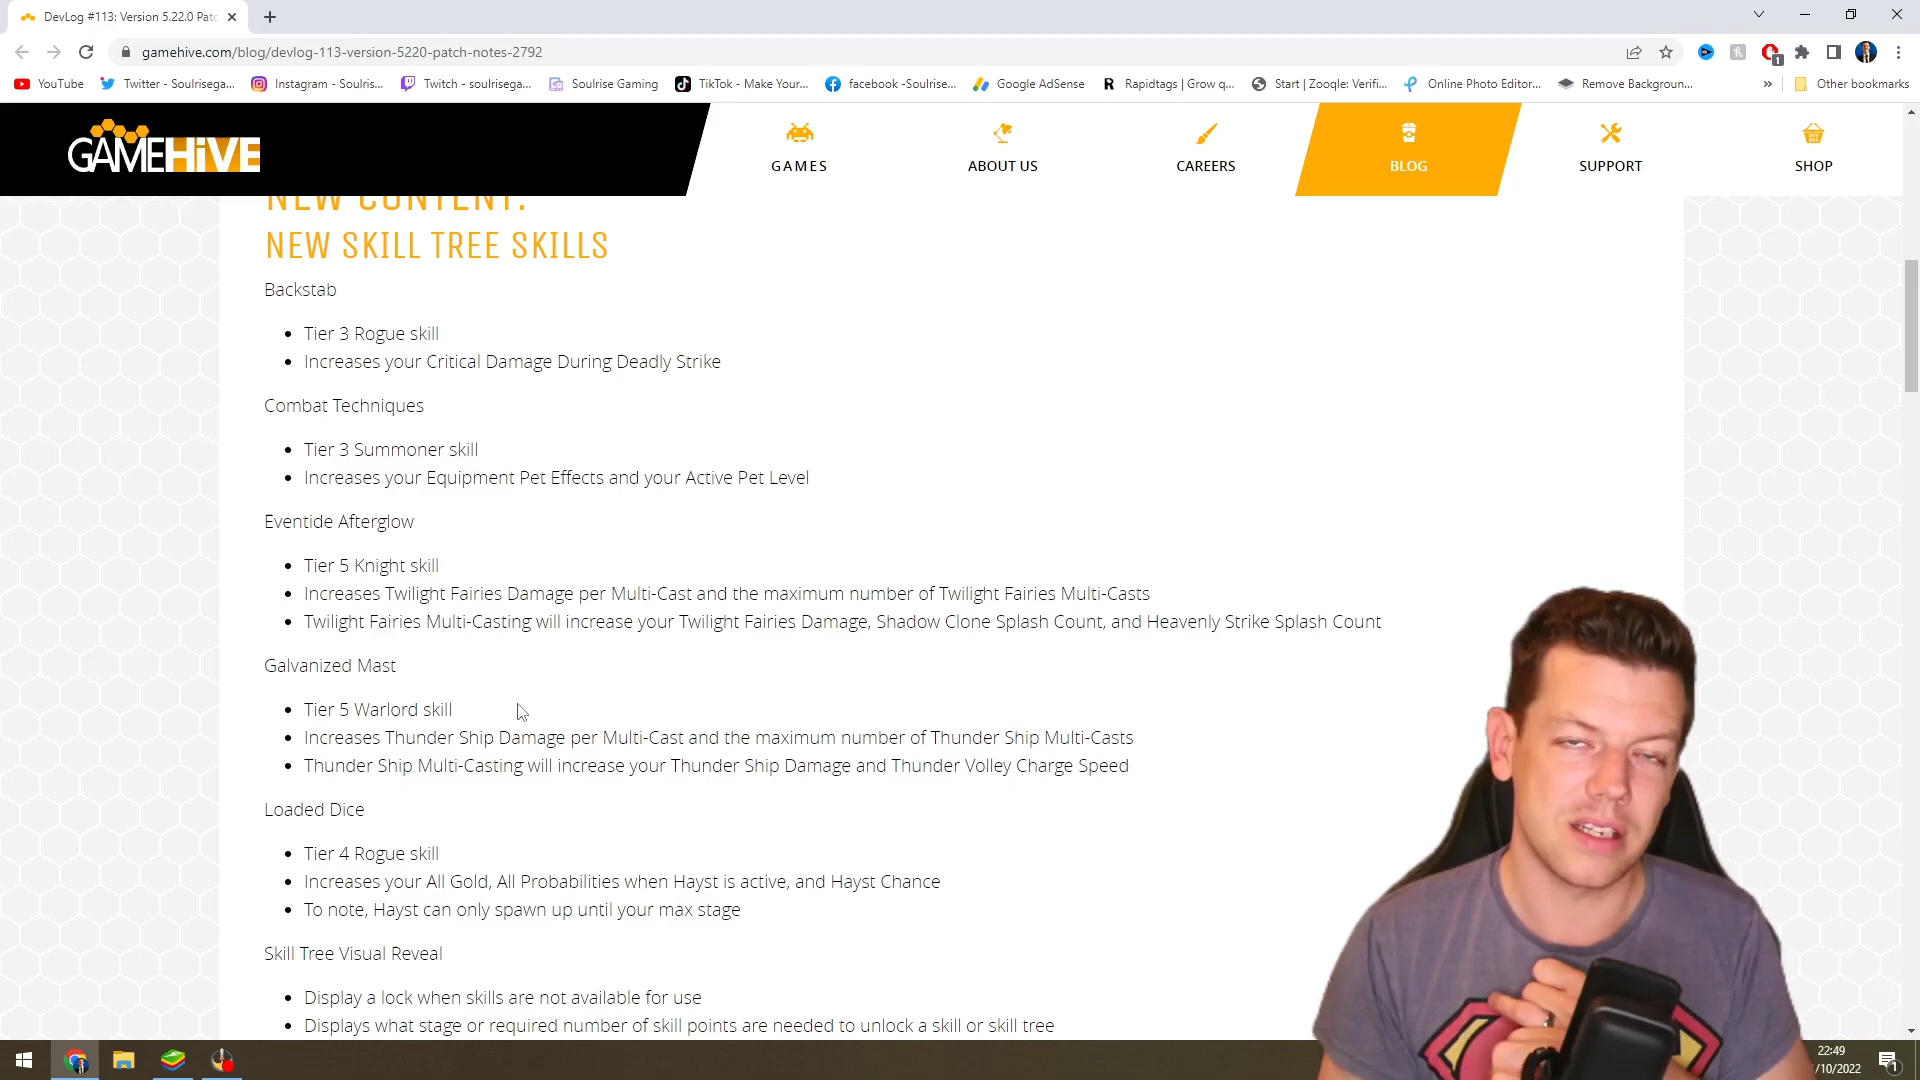 DevLog #113: Version 5.22.0 Patc
gamehive.com/blog/devlog-113-version-5220-patch-notes-2792
1
YouTube
Twitter - Soulrisega...
Instagram - Soulris...
Twitch - soulrisega...
Soulrise Gaming
TikTok - Make Your...
facebook -Soulrise...
Google AdSense
Rapidtags | Grow q...
Start | Zooqle: Verifi...
Online Photo Editor...
Remove Backgroun...
»
Other bookmarks
GAMEHIVE
GAMES
ABOUT US
CAREERS
BLOG
SUPPORT
SHOP
NEW CONTENT:
NEW SKILL TREE SKILLS
Backstab
• Tier 3 Rogue skill
• Increases your Critical Damage During Deadly Strike
Combat Techniques
• Tier 3 Summoner skill
• Increases your Equipment Pet Effects and your Active Pet Level
Eventide Afterglow
• Tier 5 Knight skill
• Increases Twilight Fairies Damage per Multi-Cast and the maximum number of Twilight Fairies Multi-Casts
• Twilight Fairies Multi-Casting will increase your Twilight Fairies Damage, Shadow Clone Splash Count, and Heavenly Strike Splash Count
Galvanized Mast
• Tier 5 Warlord skill
• Increases Thunder Ship Damage per Multi-Cast and the maximum number of Thunder Ship Multi-Casts
• Thunder Ship Multi-Casting will increase your Thunder Ship Damage and Thunder Volley Charge Speed
Loaded Dice
• Tier 4 Rogue skill
• Increases your All Gold, All Probabilities when Hayst is active, and Hayst Chance
• To note, Hayst can only spawn up until your max stage
Skill Tree Visual Reveal
• Display a lock when skills are not available for use
• Displays what stage or required number of skill points are needed to unlock a skill or skill tree
22:49
/10/2022
1